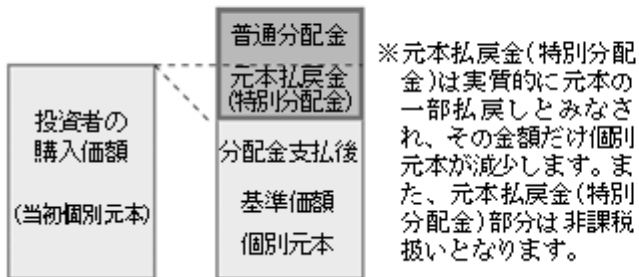 投資者の
購入価額
(当初個別元本)
普通分配金
元本払戻金
(特別分配金)
分配金支払後
基準価額
個別元本
※元本払戻金(特別分配
金)は実質的に元本の
一部払戻しとみなさ
れ、その金額だけ個別
元本が減少します。ま
た、元本払戻金(特別
分配金)部分は非課税
扱いとなります。